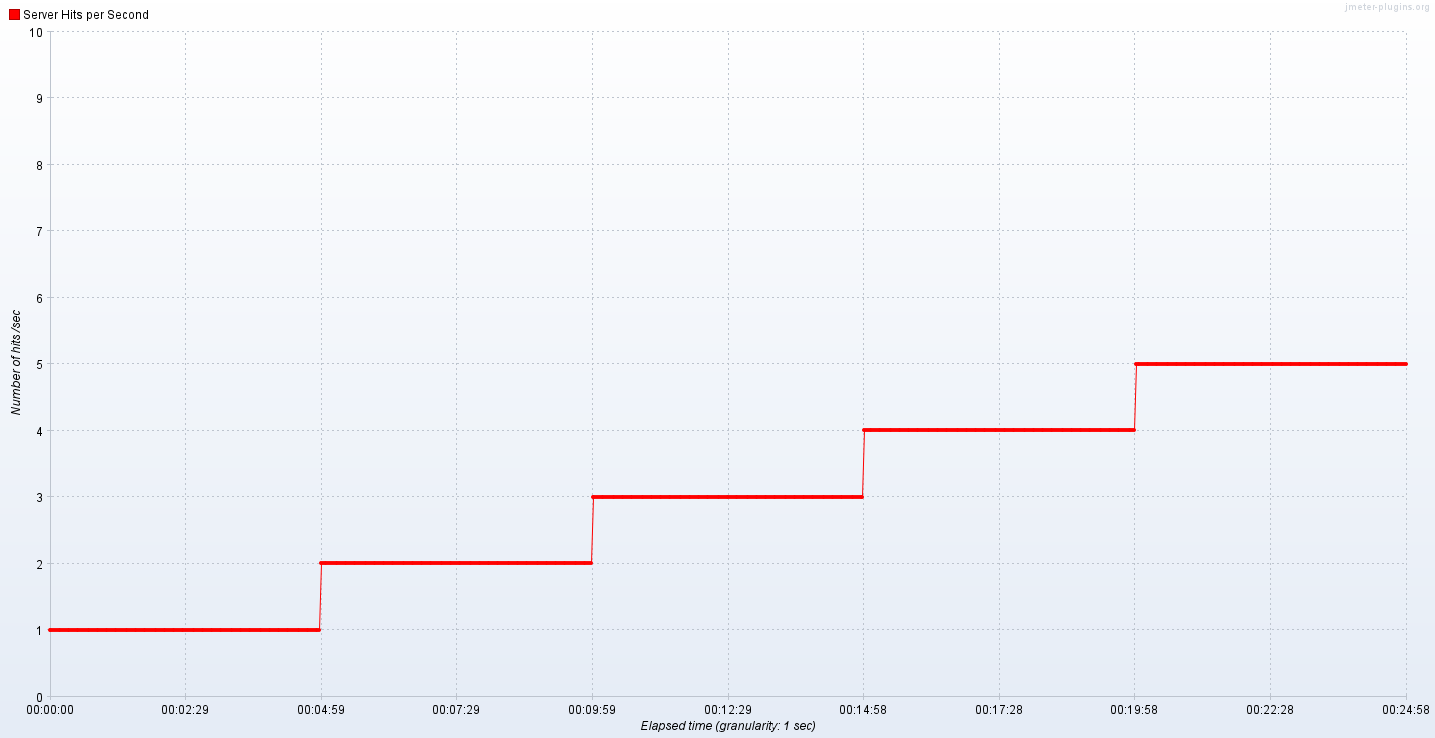 Server Hits per Second
jmeter-plugins.org
10
9
8
7
6
5
4
3
2
1
0
Number of hits /sec
00:00:00 00:02:29 00:04:59 00:07:29 00:09:59 00:12:29 00:14:58 00:17:28 00:19:58 00:22:28 00:24:58
Elapsed time (granularity: 1 sec)